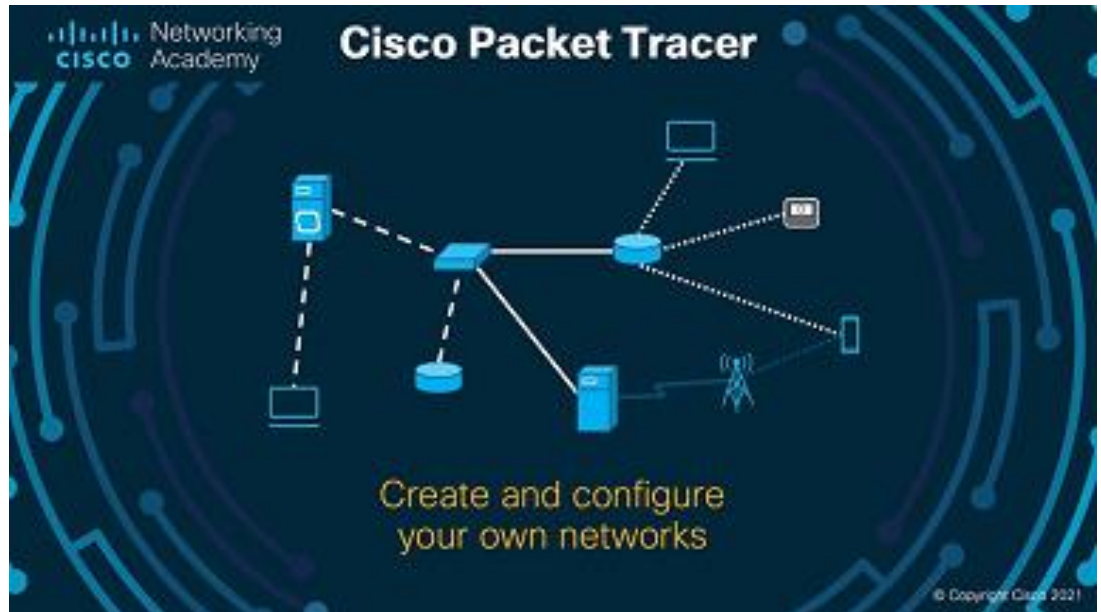 Networking
CISCO Academy
Cisco Packet Tracer
Create and configure
your own networks
© Copyright Cisco 2021